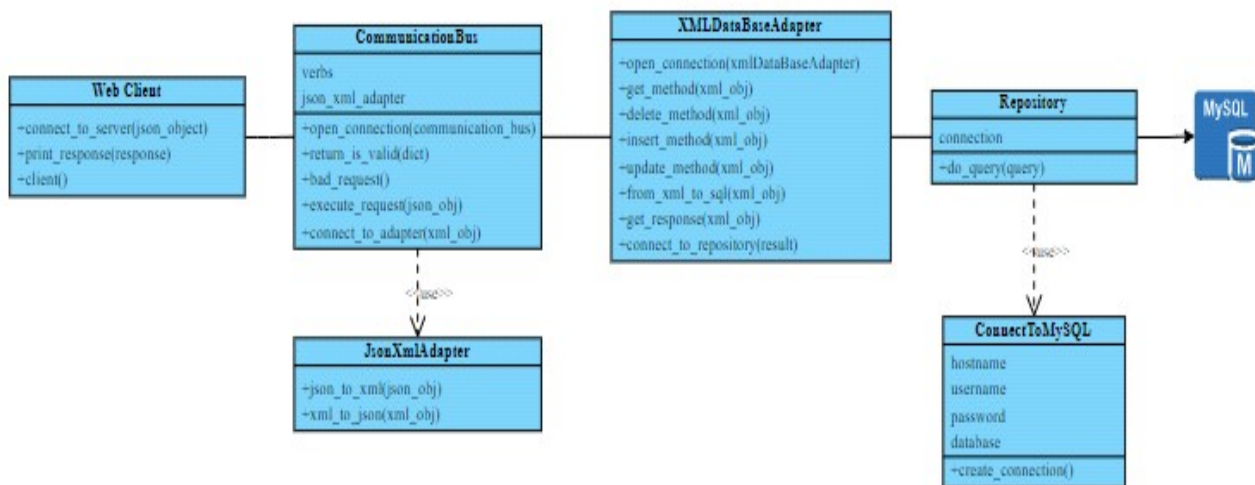 Web Client
+connect_to_server(json_object)
+print_response(response)
+client()
CommunicationBus
verbs
json_xml_adapter
+open_connection(communication_bus)
+return_is_valid(dict)
+bad_request()
+execute_request(json_obj)
+connect_to_adapter(xml_obj)
<<use>>
JsonXmlAdapter
+json_to_xml(json_obj)
+xml_to_json(xml_obj)
XMLDataBaseAdapter
+open_connection(xmlDataBaseAdapter)
+get_method(xml_obj)
+delete_method(xml_obj)
+insert_method(xml_obj)
+update_method(xml_obj)
+from_xml_to_sql(xml_obj)
+get_response(xml_obj)
+connect_to_repository(result)
Repository
connection
+do_query(query)
<<use>>
ConnectToMySQL
hostname
username
password
database
+create_connection()
MySQL
M